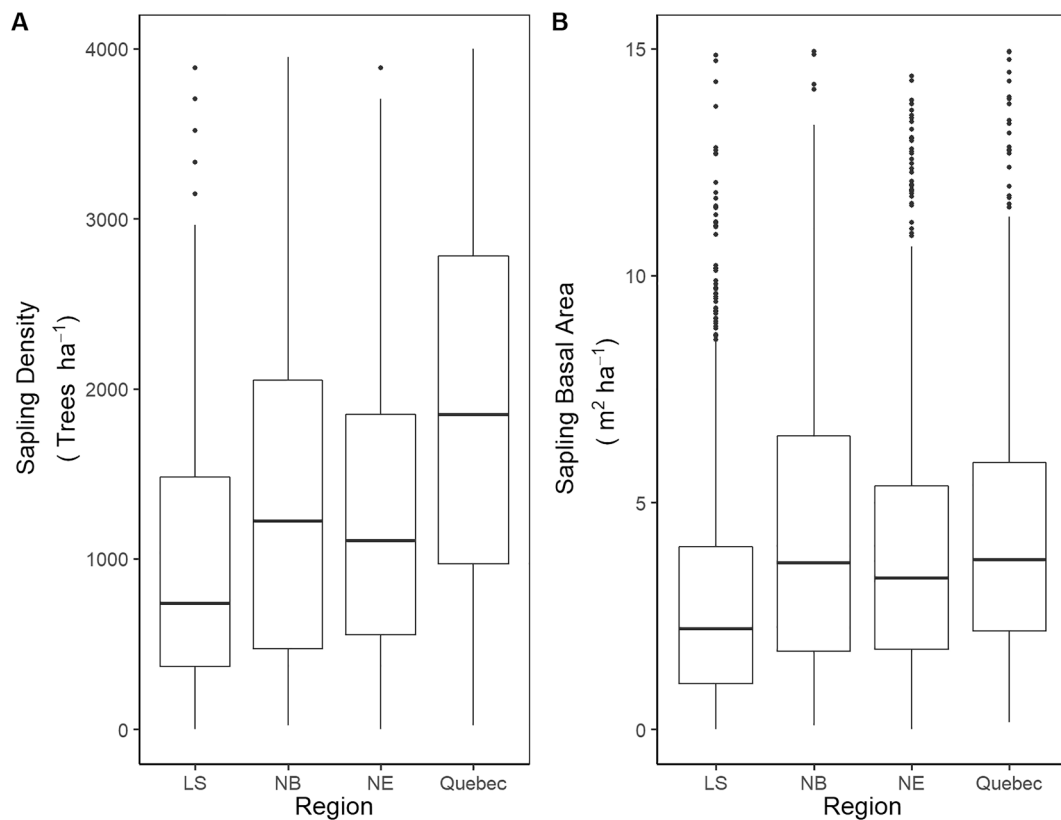 A
Sapling Density
( Trees ha⁻¹)
4000
3000
2000
1000
0
LS NB NE Quebec
Region
B
Sapling Basal Area
( m² ha⁻¹)
15
10
5
0
LS NB NE Quebec
Region